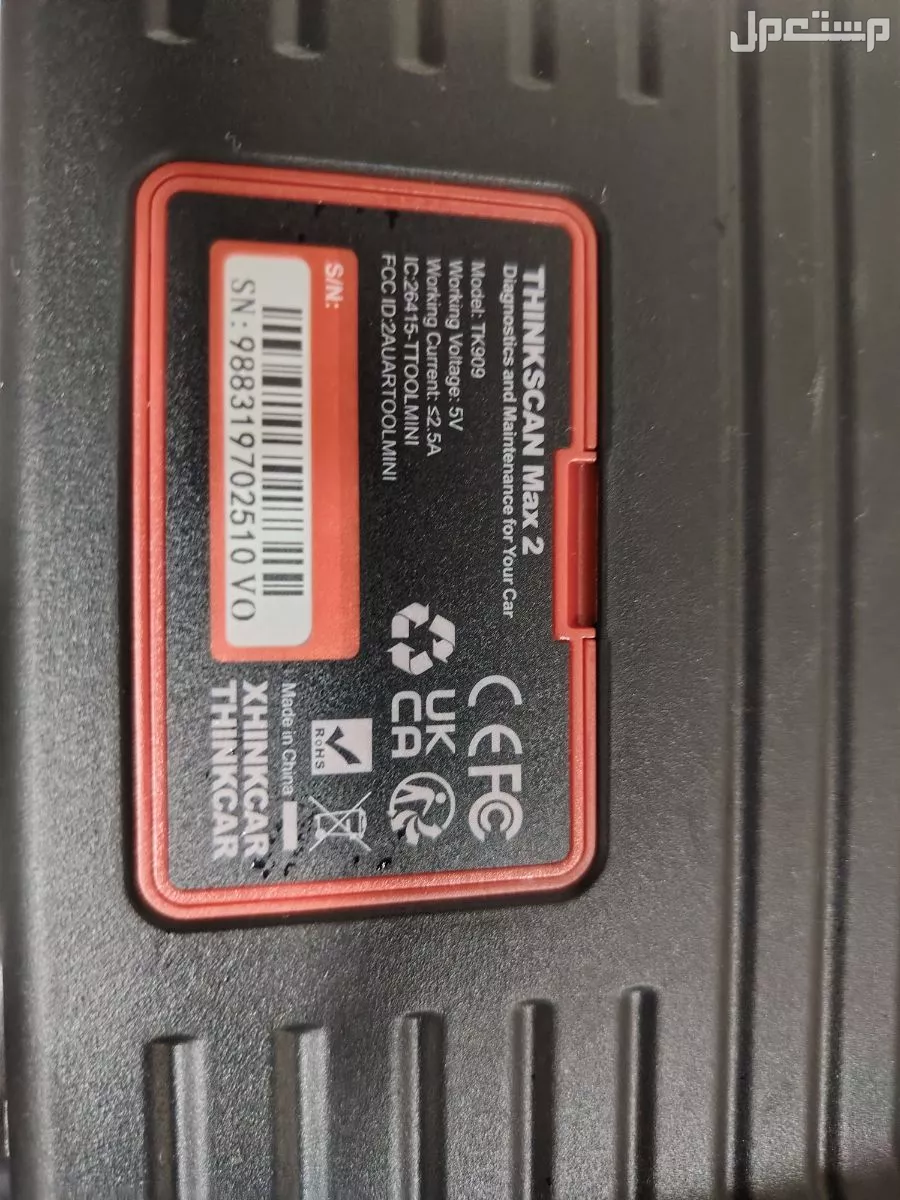 مستعمل
THINKSCAN Max 2
Diagnostics and Maintenance for Your Car
Model: TK909
Working Voltage: 5V
Working Current: ≤2.5A
IC:26415-TTOOLMINI
FCC ID:2AUARTOOLMINI
S/N:
SN: 988319702510 VO
CE FC
UK
CA
RoHS
Made in China
XHINKCAR
THINKCAR